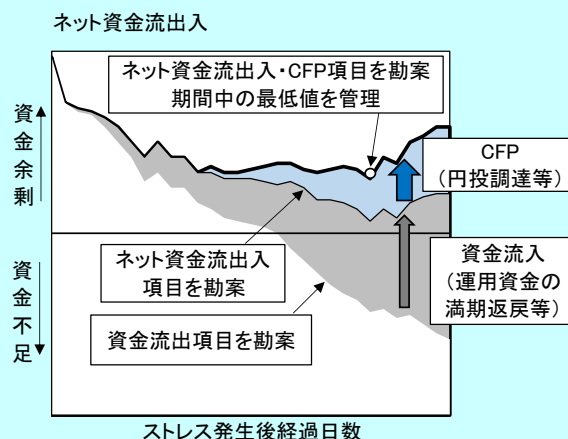 ネット資金流出入
ネット資金流出入・CFP項目を勘案
期間中の最低値を管理
資金余剰
CFP
（円投調達等）
資金不足
ネット資金流出入
項目を勘案
資金流入
（運用資金の
満期返戻等）
資金流出項目を勘案
ストレス発生後経過日数